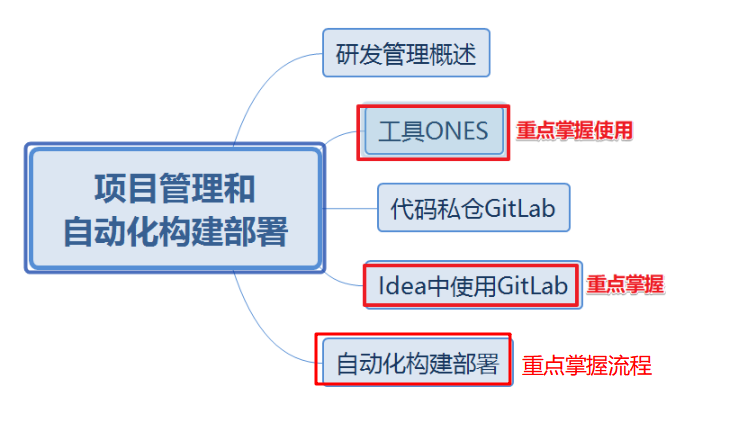 研发管理概述
工具ONES 重点掌握使用
项目管理和
自动化构建部署
代码私仓GitLab
Idea中使用GitLab 重点掌握
自动化构建部署 重点掌握流程